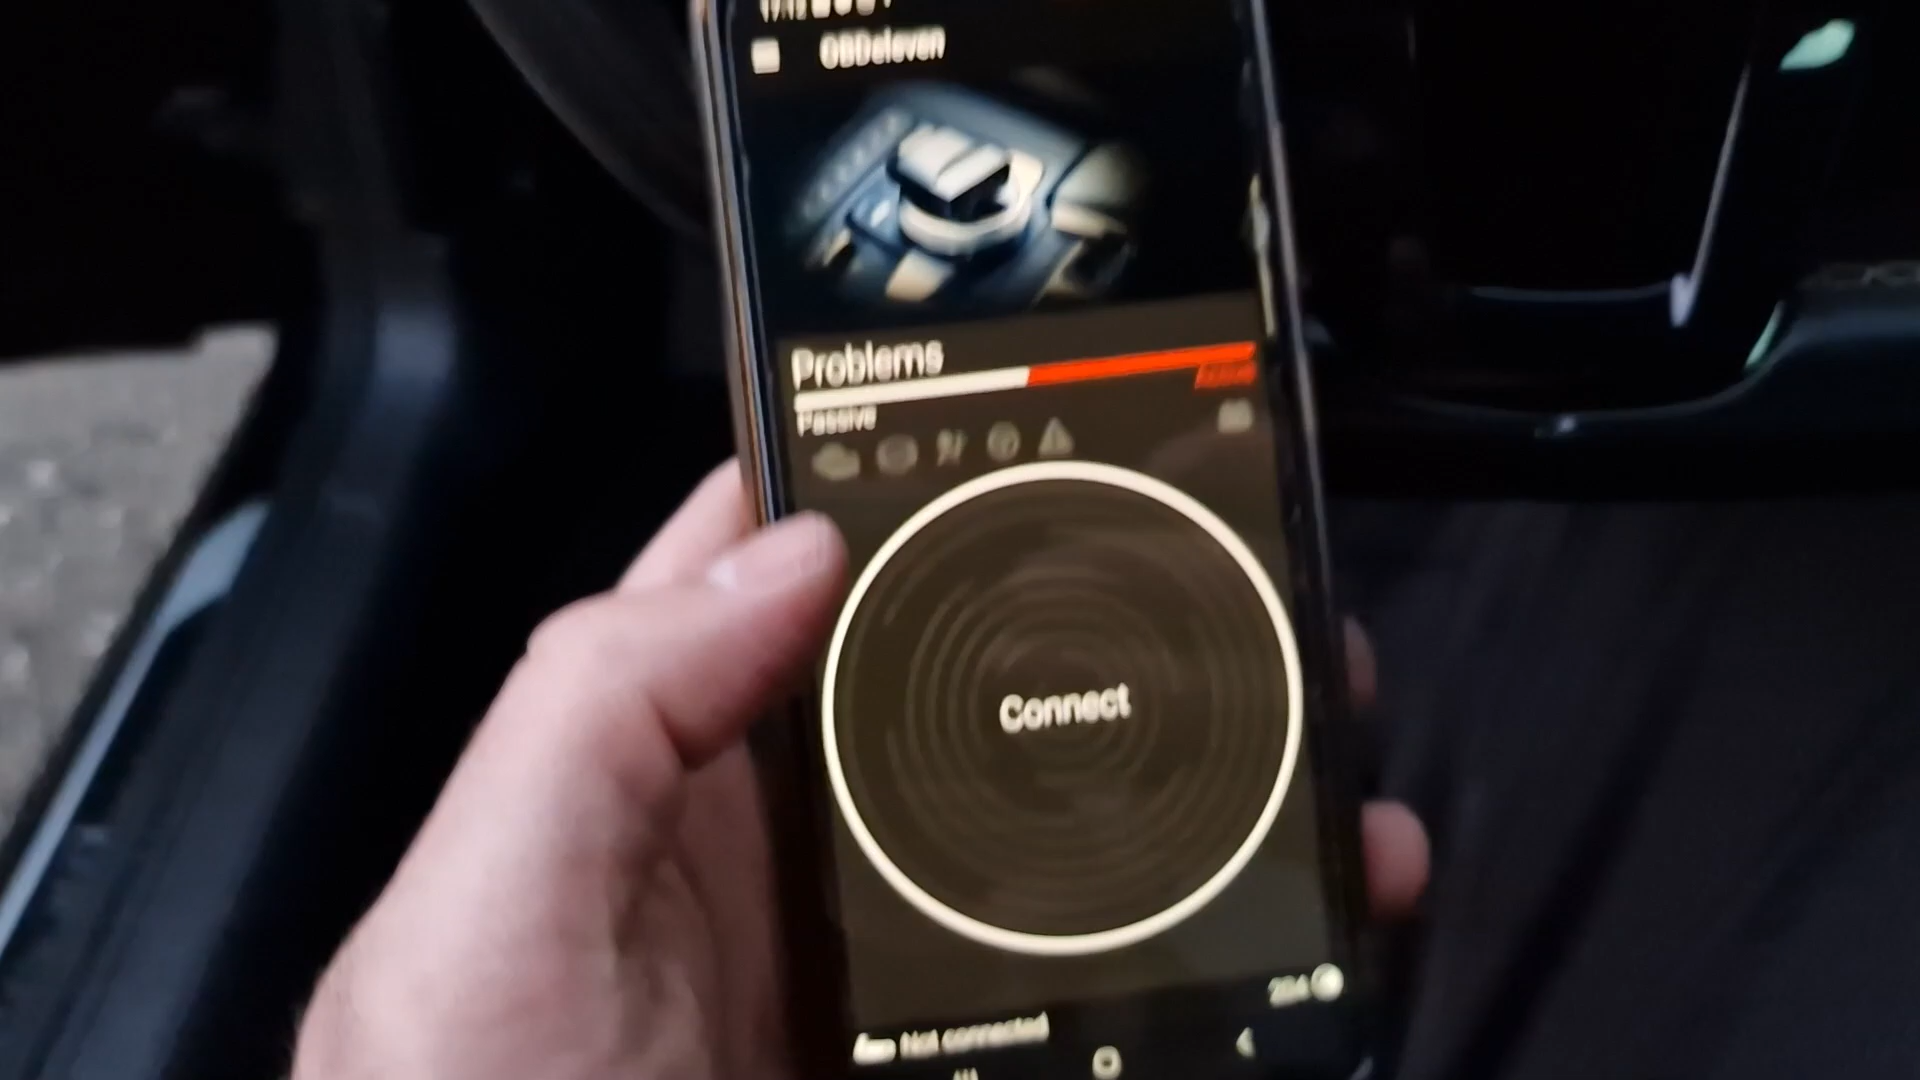 OBDeleven
Problems
Passive
Connect
Not connected